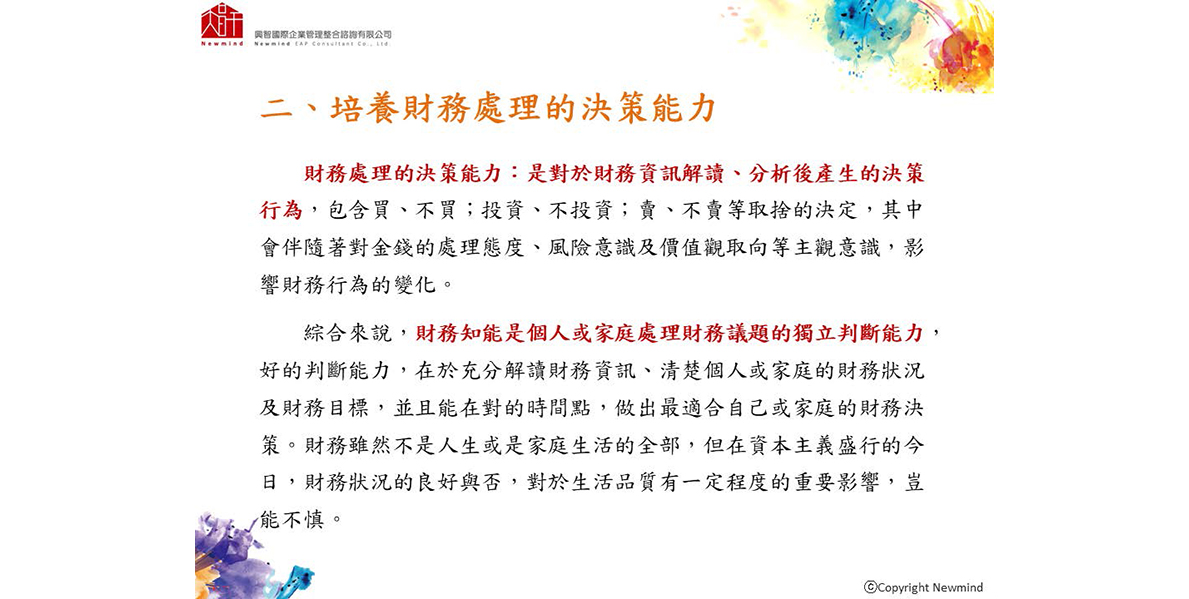 Newmind
興智國際企業管理整合諮詢有限公司
Newmind EAP Consultant Co., Ltd.
二、培養財務處理的決策能力
財務處理的決策能力：是對於財務資訊解讀、分析後產生的決策
行為，包含買、不買；投資、不投資；賣、不賣等取捨的決定，其中
會伴隨著對金錢的處理態度、風險意識及價值觀取向等主觀意識，影
響財務行為的變化。
綜合來說，財務知能是個人或家庭處理財務議題的獨立判斷能力，
好的判斷能力，在於充分解讀財務資訊、清楚個人或家庭的財務狀況
及財務目標，並且能在對的時間點，做出最適合自己或家庭的財務決
策。財務雖然不是人生或是家庭生活的全部，但在資本主義盛行的今
日，財務狀況的良好與否，對於生活品質有一定程度的重要影響，豈
能不慎。
ⓒCopyright Newmind